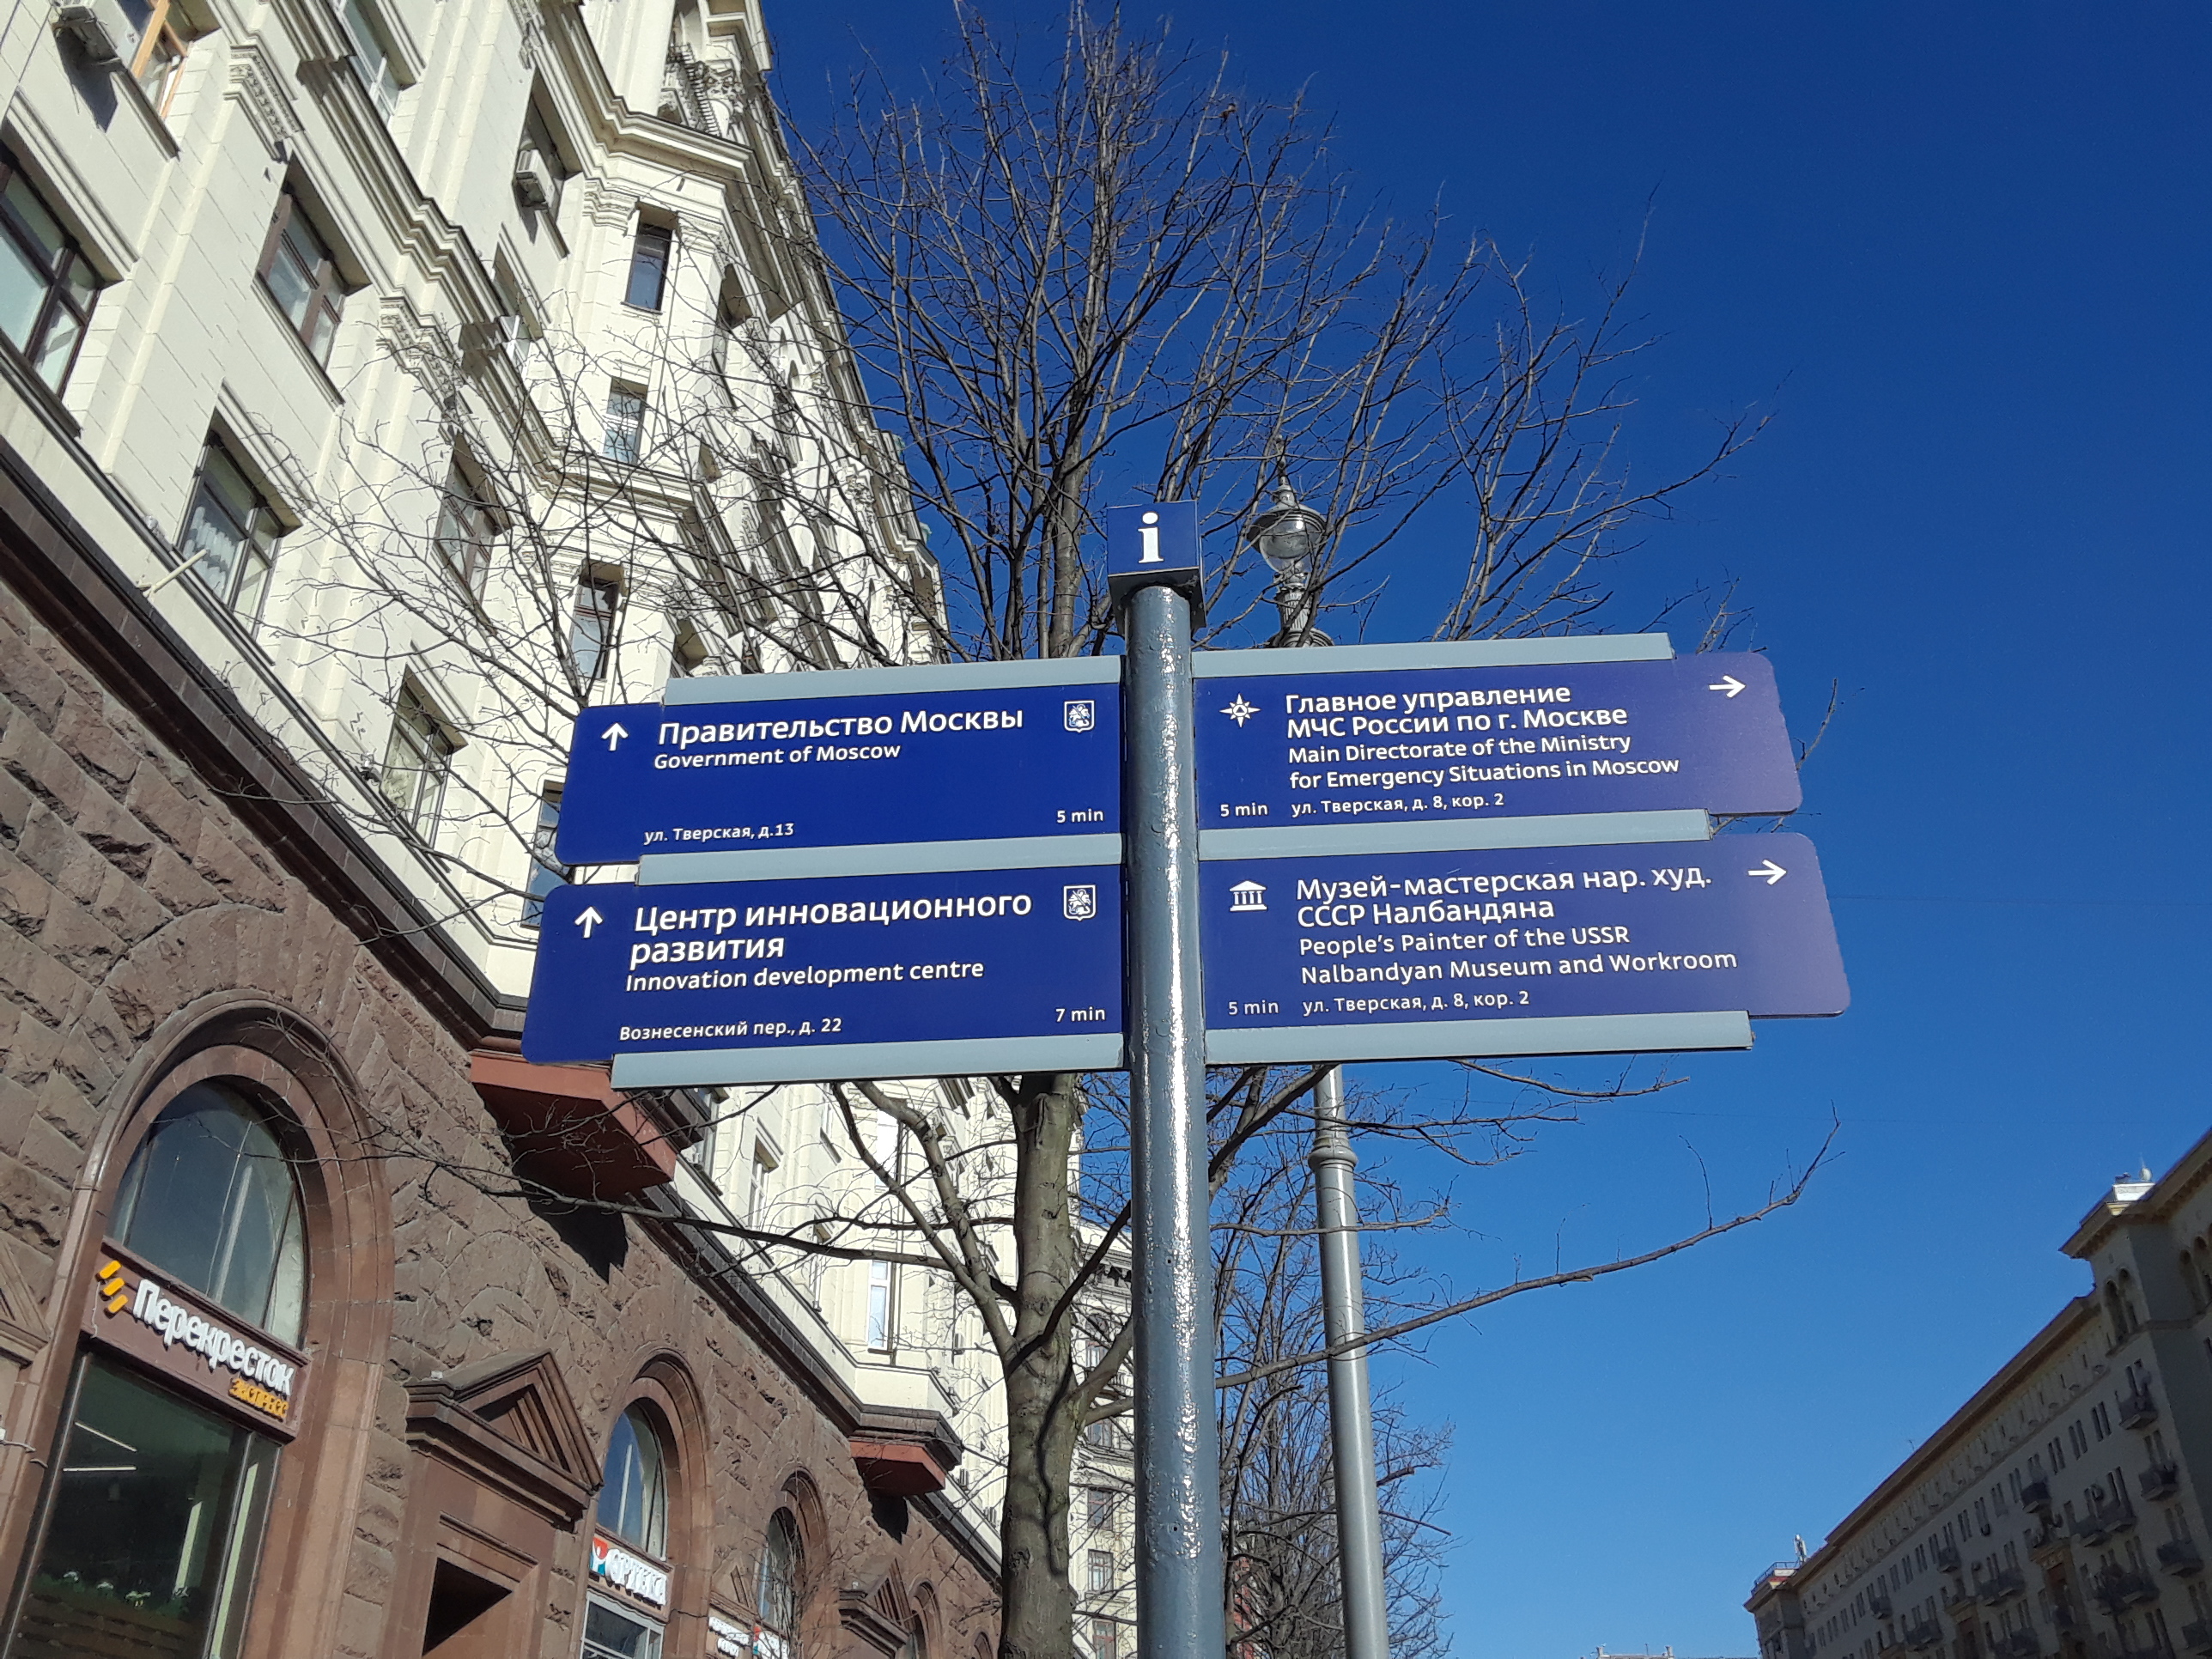 i
Правительство Москвы
Government of Moscow
5 min
ул. Тверская, д.13
Центр инновационного
развития
Innovation development centre
7 min
Вознесенский пер., д. 22
Главное управление
МЧС России по г. Москве
Main Directorate of the Ministry
for Emergency Situations in Moscow
5 min ул. Тверская, д. 8, кор. 2
Музей-мастерская нар. худ.
СССР Налбандяна
People's Painter of the USSR
Nalbandyan Museum and Workroom
5 min ул. Тверская, д. 8, кор. 2
Перекресток
экспресс
ОРТЕКА